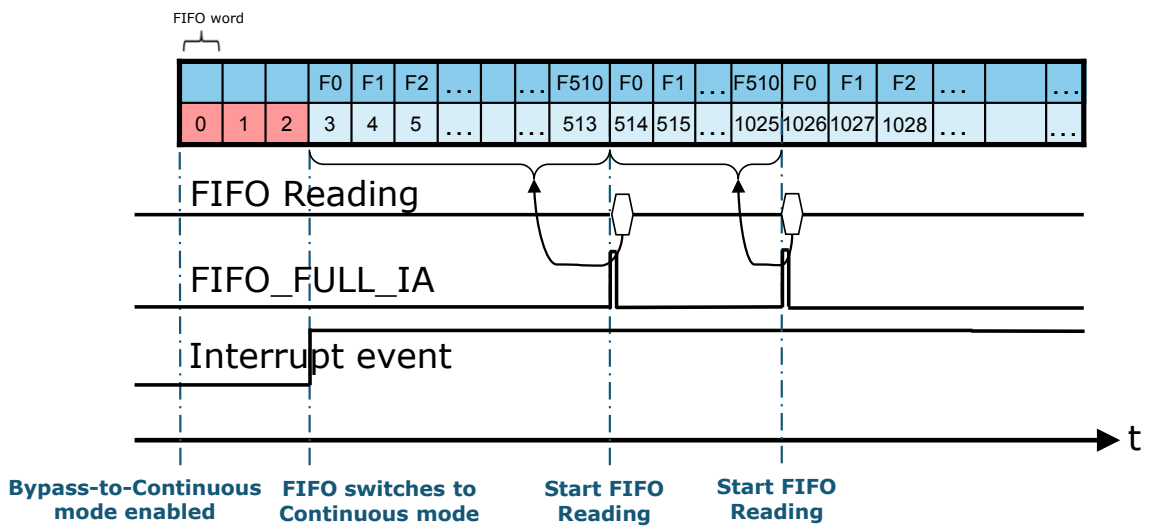 FIFO word
F0 F1 F2 ... ... F510 F0 F1 ... F510 F0 F1 F2 ... ...
0 1 2 3 4 5 ... ... 513 514 515 ... 1025 1026 1027 1028 ... ...
FIFO Reading
FIFO_FULL_IA
Interrupt event
t
Bypass-to-Continuous
mode enabled
FIFO switches to
Continuous mode
Start FIFO
Reading
Start FIFO
Reading